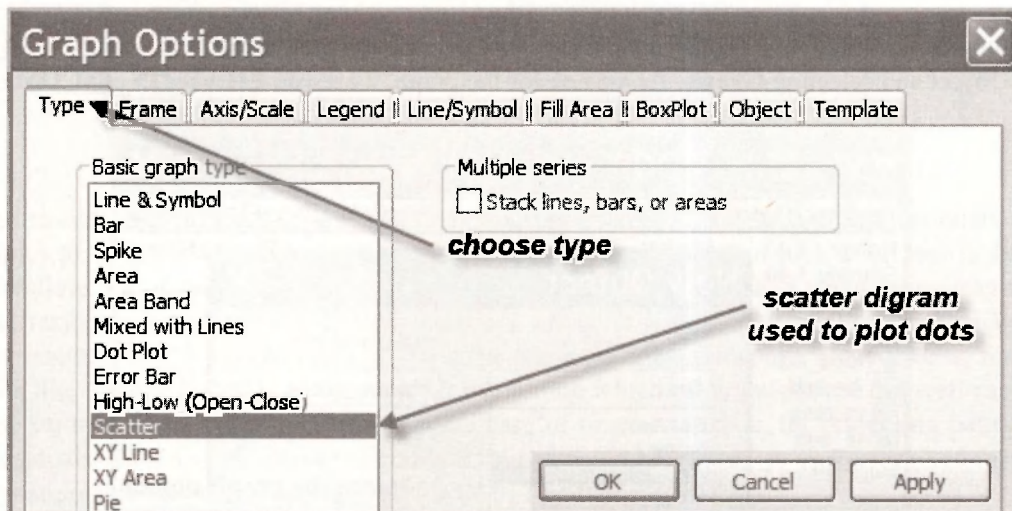 Graph Options
Type Frame Axis/Scale Legend Line/Symbol Fill Area BoxPlot Object Template
Basic graph type
Line & Symbol
Bar
Spike
Area
Area Band
Mixed with Lines
Dot Plot
Error Bar
High-Low (Open-Close)
Scatter
XY Line
XY Area
Pie
Multiple series
Stack lines, bars, or areas
choose type
scatter digram
used to plot dots
OK Cancel Apply